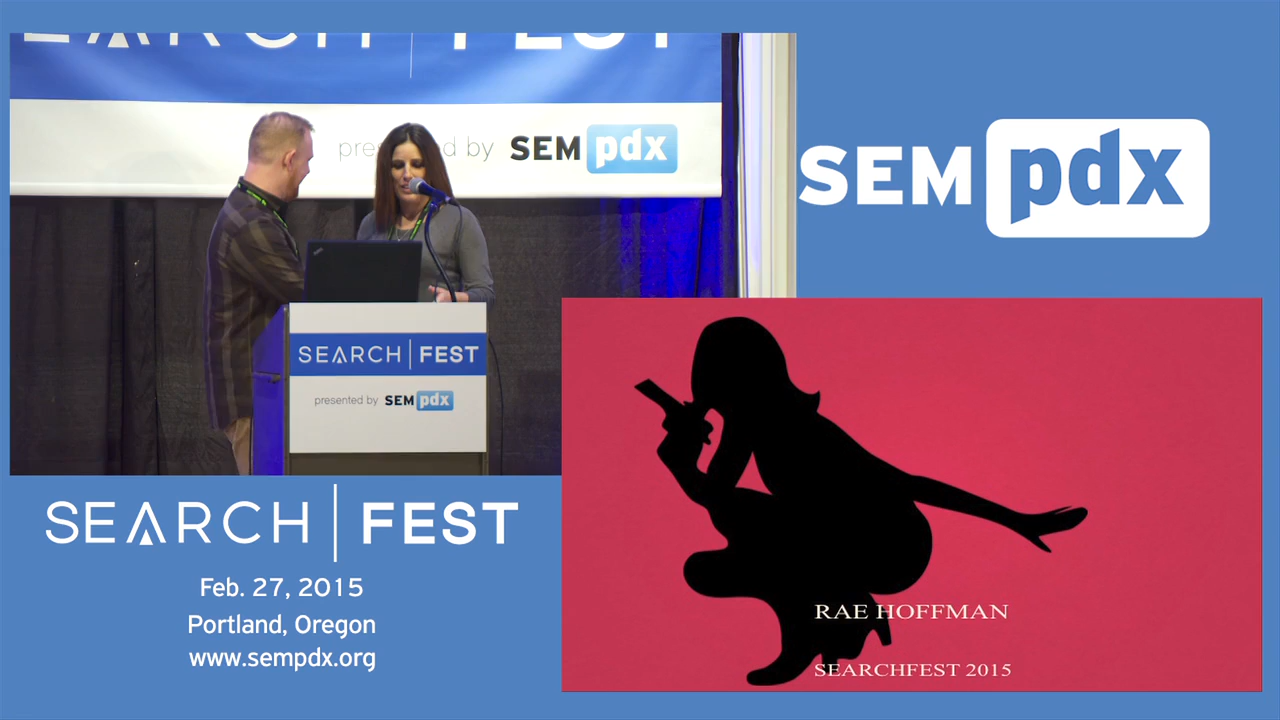 SEARCH FEST
presented by SEM pdx
SEM pdx
SEARCH | FEST
presented by SEM pdx
SEARCH | FEST
Feb. 27, 2015
Portland, Oregon
www.sempdx.org
RAE HOFFMAN
SEARCHFEST 2015